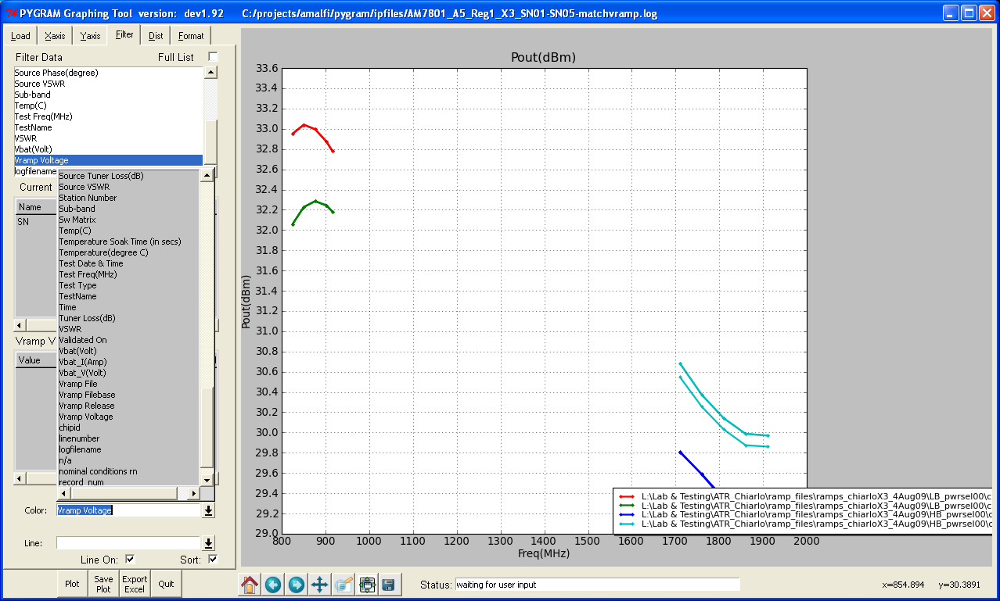 PYGRAM Graphing Tool version: dev1.92 C:/projects/amalfi/pygram/ipfiles/AM7801_A5_Reg1_X3_SN01-SN05-matchvramp.log
Load Xaxis Yaxis Filter Dist Format
Filter Data Full List
Source Phase(degree)
Source VSWR
Sub-band
Temp(C)
Test Freq(MHz)
TestName
VSWR
Vbat(Volt)
Vramp Voltage
logfilename
Current
Name
SN
Vramp V
Value
Source Tuner Loss(dB)
Source VSWR
Station Number
Sub-band
Sw Matrix
Temp(C)
Temperature Soak Time (in secs)
Temperature(degree C)
Test Date & Time
Test Freq(MHz)
Test Type
TestName
Time
Tuner Loss(dB)
VSWR
Validated On
Vbat(Volt)
Vbat_I(Amp)
Vbat_V(Volt)
Vramp File
Vramp Filebase
Vramp Release
Vramp Voltage
chipid
linenumber
logfilename
n/a
nominal conditions rn
record_num
Color: Vramp Voltage
Line:
Line On: Sort:
Plot Save Plot Export Excel Quit
Pout(dBm)
33.6
33.4
33.2
33.0
32.8
32.6
32.4
32.2
32.0
31.8
31.6
31.4
31.2
31.0
30.8
30.6
30.4
30.2
30.0
29.8
29.6
29.4
29.2
29.0
Pout(dBm)
800 900 1000 1100 1200 1300 1400 1500 1600 1700 1800 1900 2000
Freq(MHz)
L:\Lab & Testing\ATR_Chiarlo\ramp_files\ramps_chiarloX3_4Aug09\LB_pwrsel00\c
L:\Lab & Testing\ATR_Chiarlo\ramp_files\ramps_chiarloX3_4Aug09\LB_pwrsel00\c
L:\Lab & Testing\ATR_Chiarlo\ramp_files\ramps_chiarloX3_4Aug09\HB_pwrsel00\c
L:\Lab & Testing\ATR_Chiarlo\ramp_files\ramps_chiarloX3_4Aug09\HB_pwrsel00\c
Status: waiting for user input
x=854.894 y=30.3891